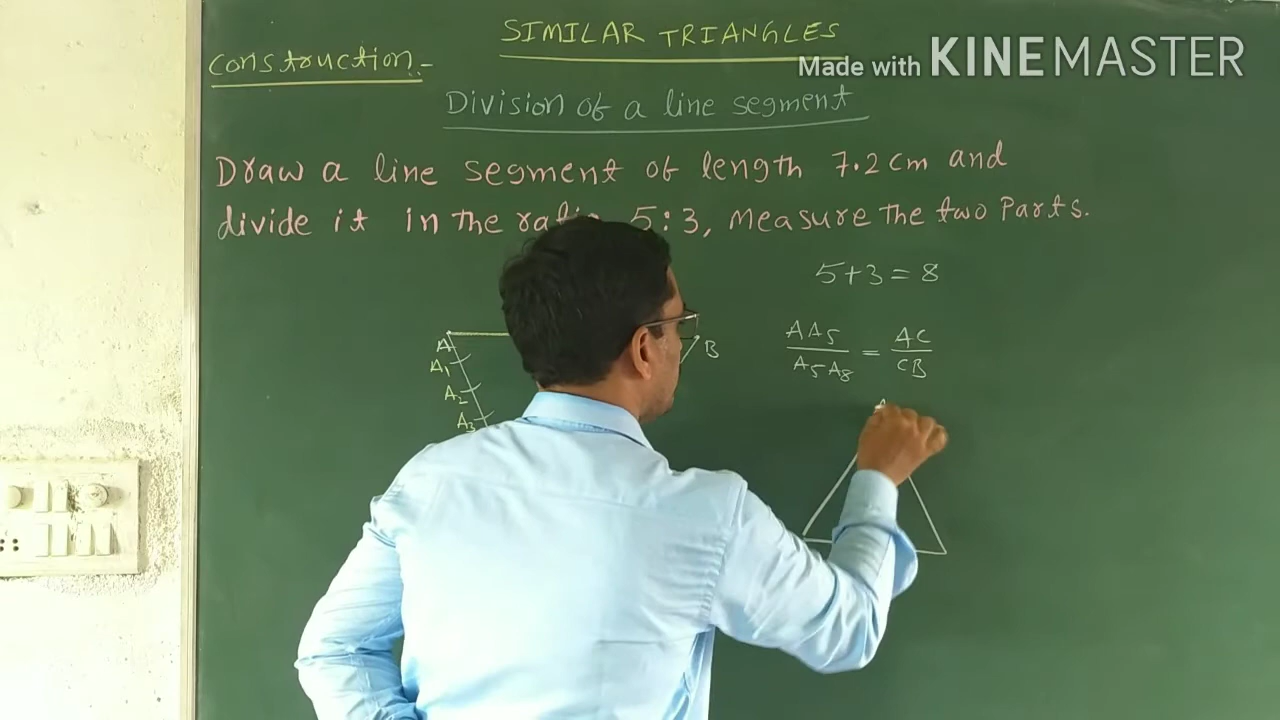 SIMILAR TRIANGLES
Made with KINEMASTER
Construction:-
Division of a line segment
Draw a line segment of length 7.2 cm and
divide it in the 5:3, Measure the two Parts.
5+3=8
AA5 / A5A8 = AC / CB
A
B
A1
A2
A3